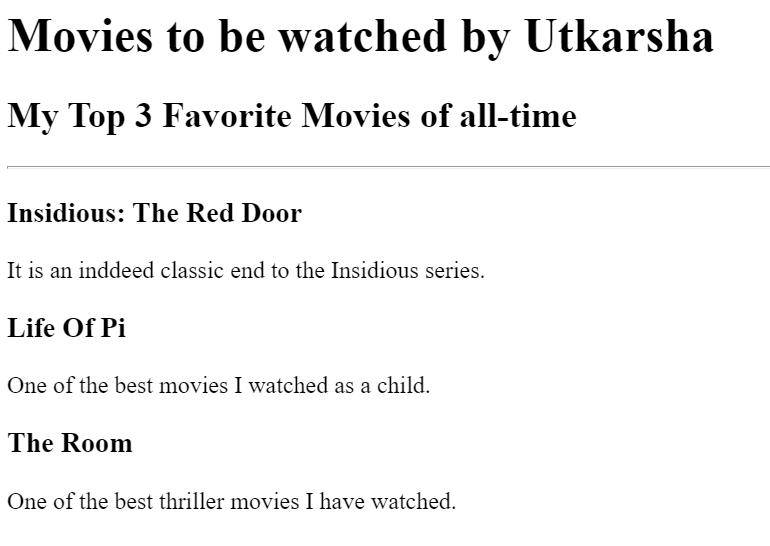 Movies to be watched by Utkarsha
My Top 3 Favorite Movies of all-time
Insidious: The Red Door
It is an inddeed classic end to the Insidious series.
Life Of Pi
One of the best movies I watched as a child.
The Room
One of the best thriller movies I have watched.